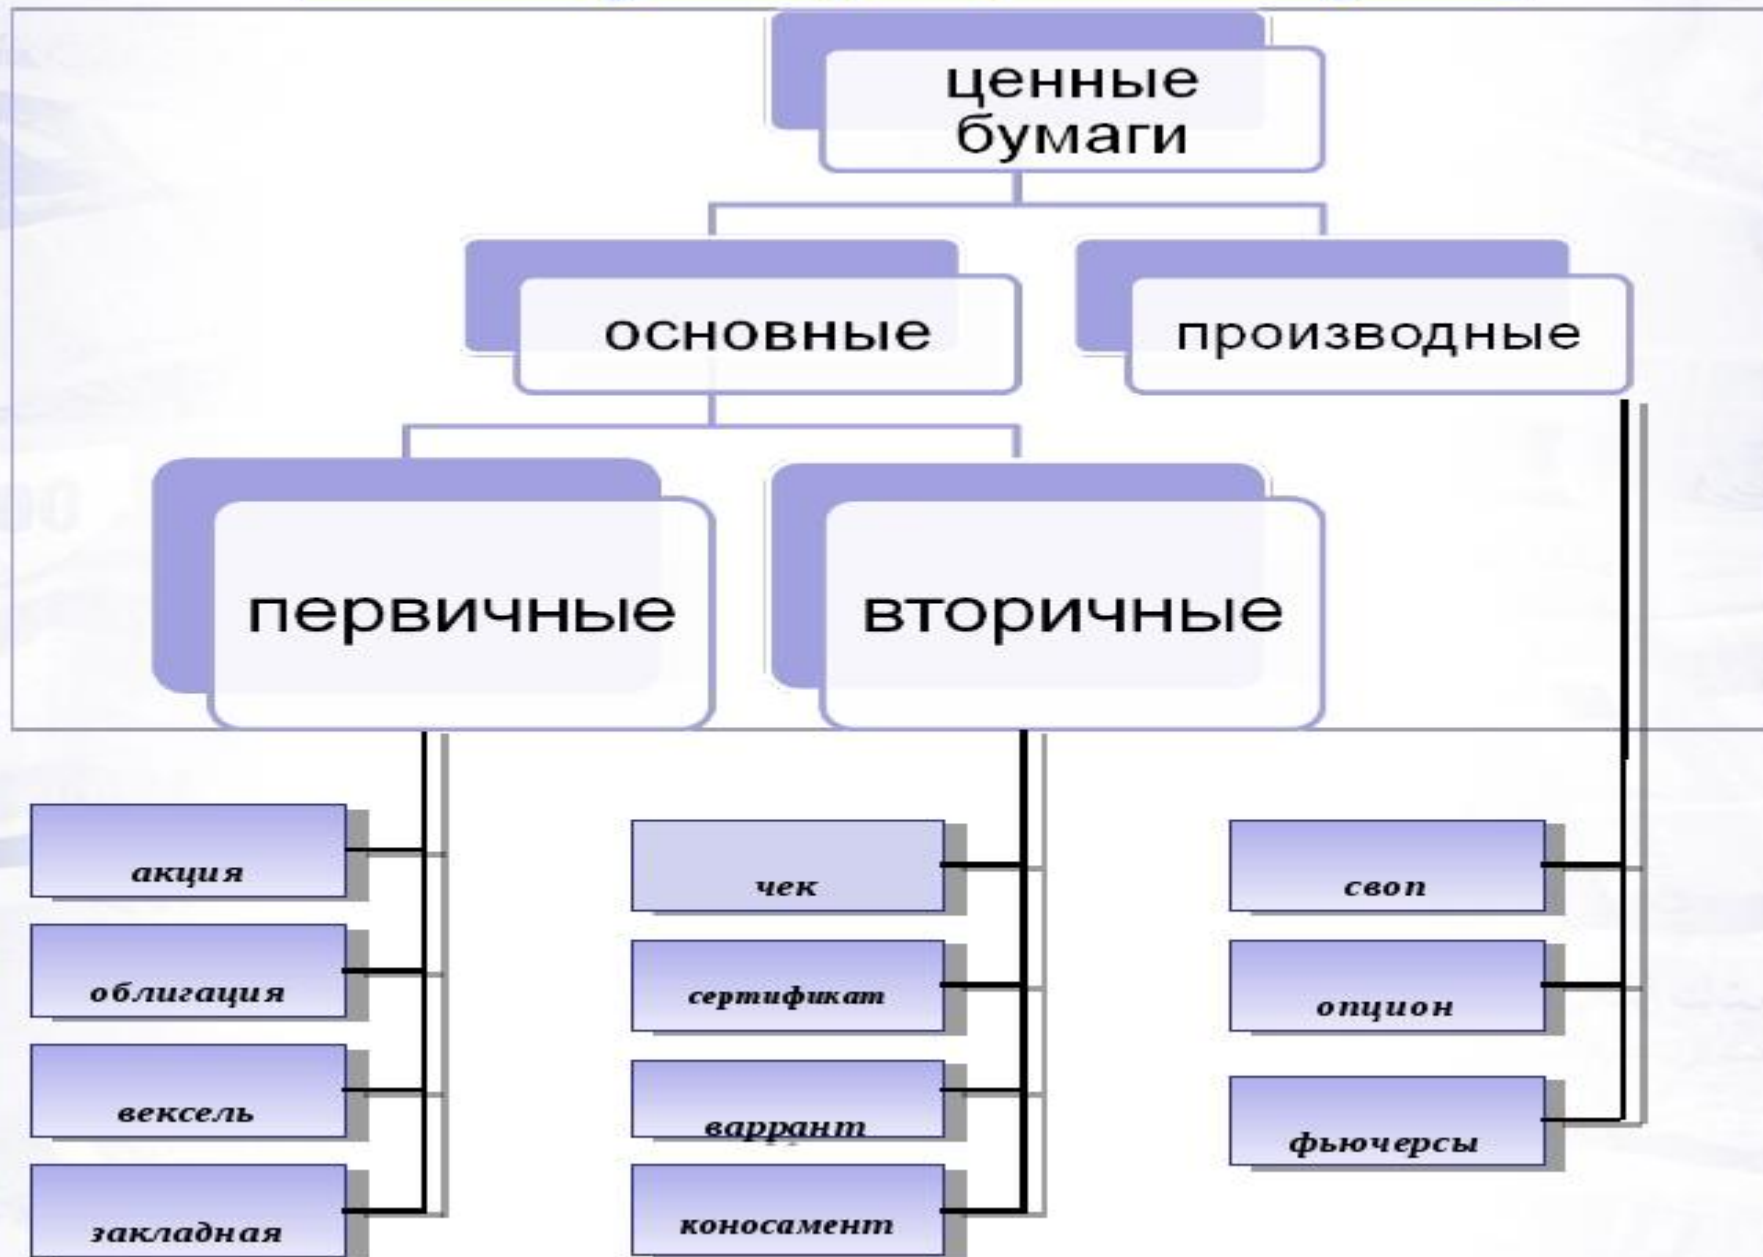 ценные
бумаги
основные
производные
первичные
вторичные
акция
облигация
вексель
закладная
чек
сертификат
варрант
коносамент
своп
опцион
фьючерсы